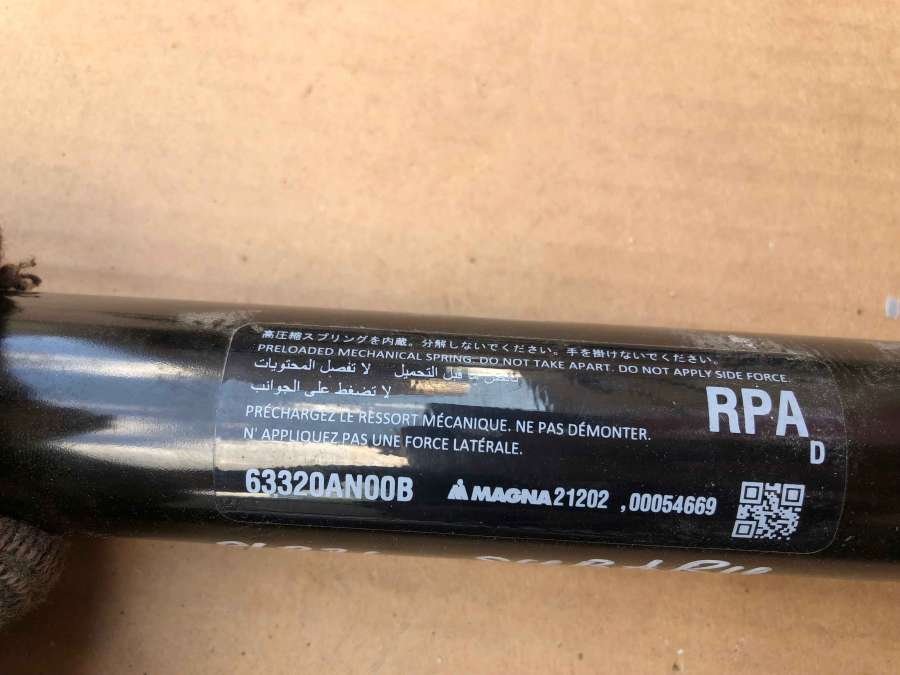 高圧縮スプリングを内蔵。分解しないでください。手を掛けないでください。
PRELOADED MECHANICAL SPRING. DO NOT TAKE APART. DO NOT APPLY SIDE FORCE.
قبل التحميل    لا تفصل المحتويات
لا تضغط على الجوانب
RPA
D
PRÉCHARGEZ LE RESSORT MÉCANIQUE. NE PAS DÉMONTER.
N' APPLIQUEZ PAS UNE FORCE LATÉRALE.
63320AN00B MAGNA 21202 ,00054669